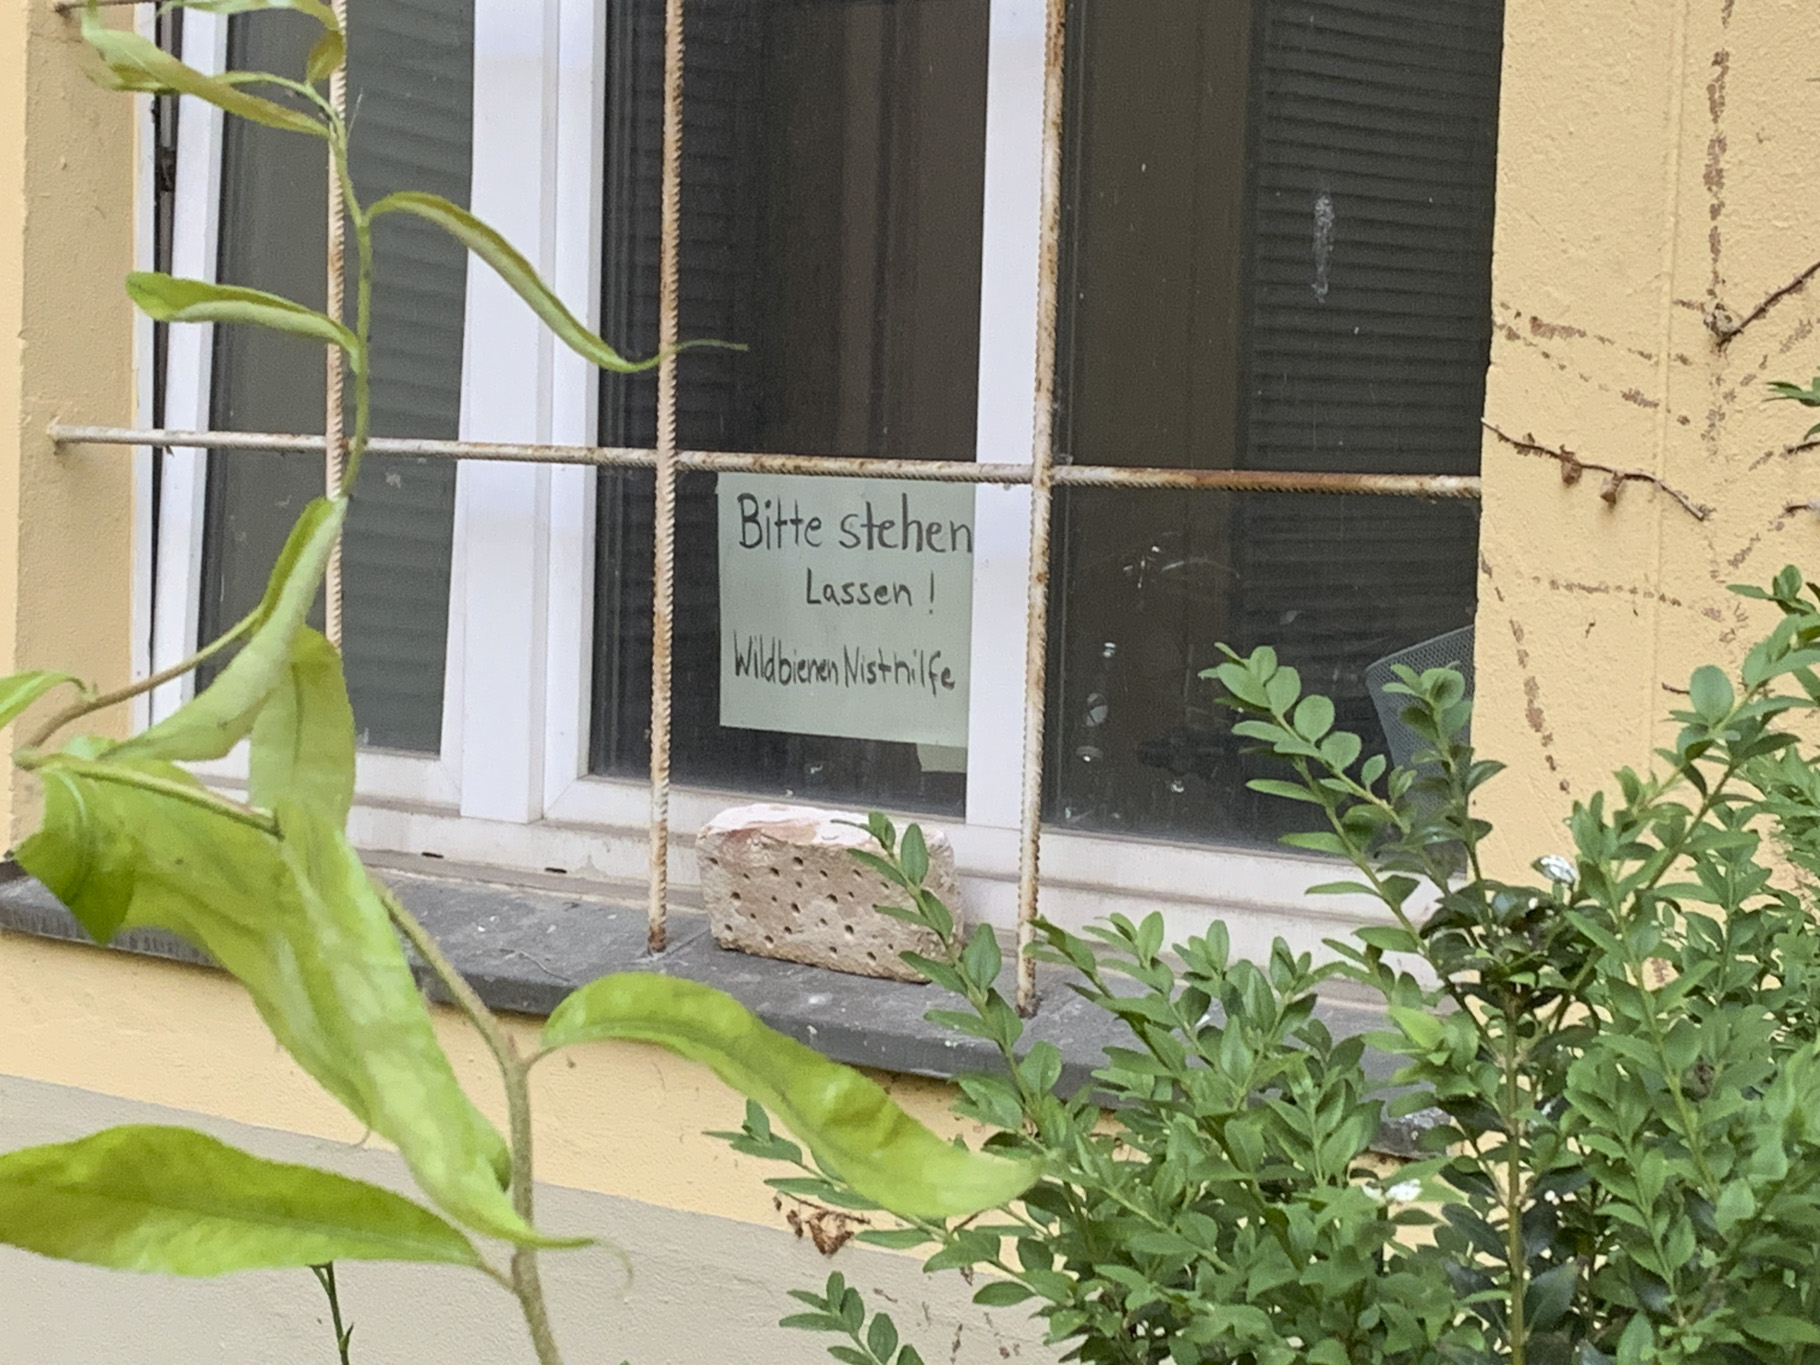 Bitte stehen
Lassen !
Wildbienen Nisthilfe